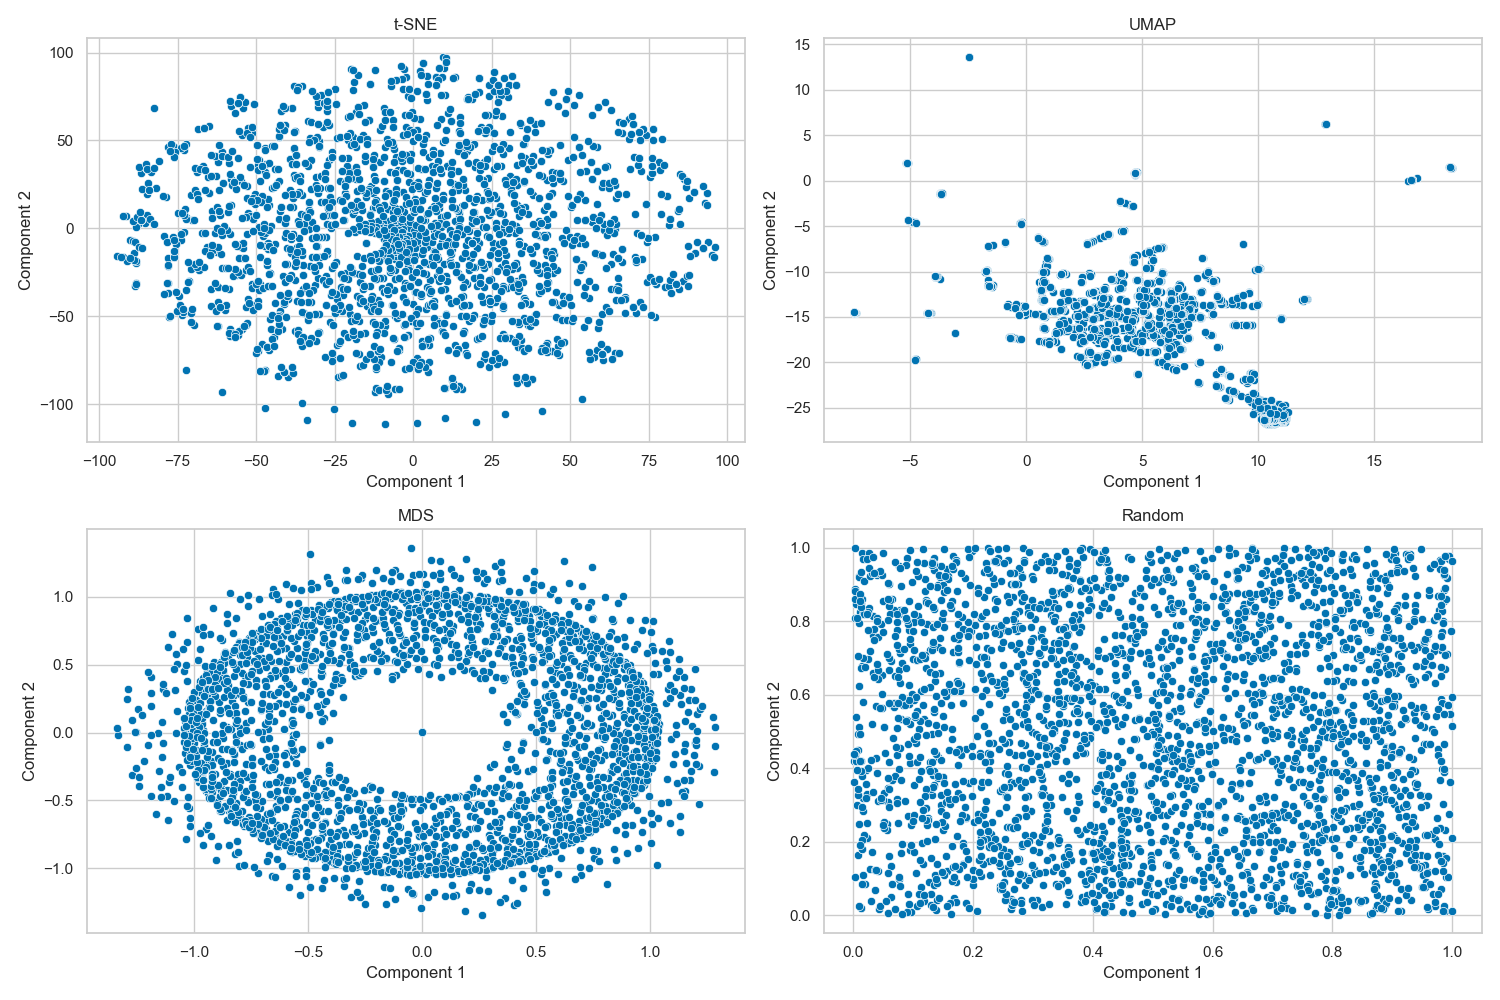 t-SNE
100
50
0
−50
−100
Component 2
−100 −75 −50 −25 0 25 50 75 100
Component 1
UMAP
15
10
5
0
−5
−10
−15
−20
−25
Component 2
−5 0 5 10 15
Component 1
MDS
1.0
0.5
0.0
−0.5
−1.0
Component 2
−1.0 −0.5 0.0 0.5 1.0
Component 1
Random
1.0
0.8
0.6
0.4
0.2
0.0
Component 2
0.0 0.2 0.4 0.6 0.8 1.0
Component 1